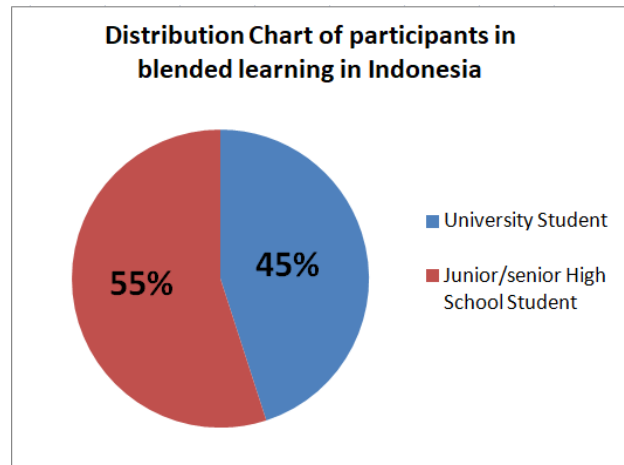 Distribution Chart of participants in
blended learning in Indonesia
55%
45%
University Student
Junior/senior High
School Student